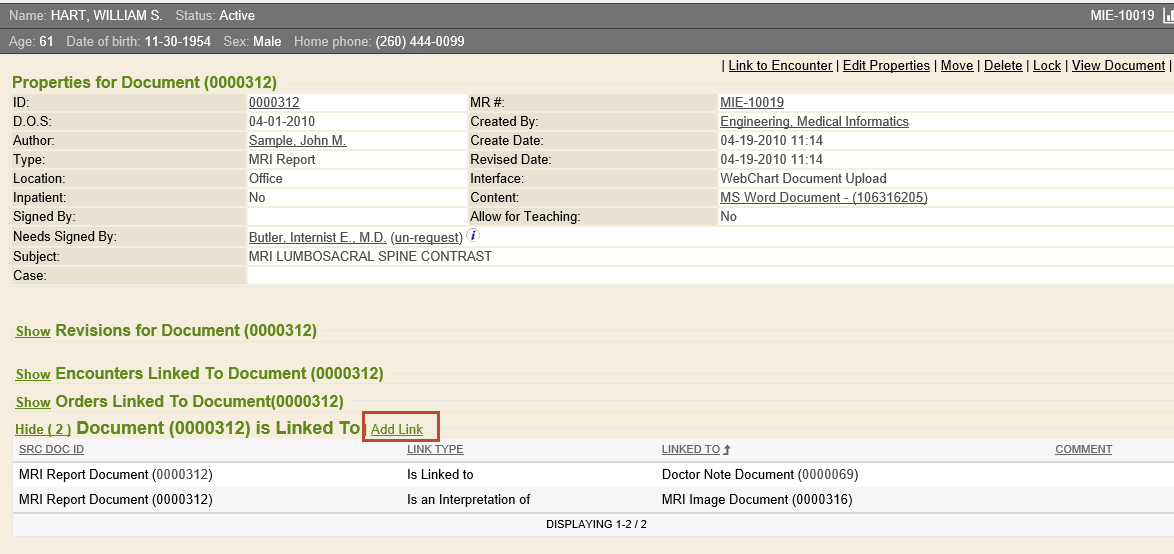 Name: HART, WILLIAM S. Status: Active MIE-10019
Age: 61 Date of birth: 11-30-1954 Sex: Male Home phone: (260) 444-0099
| Link to Encounter | Edit Properties | Move | Delete | Lock | View Document |
Properties for Document (0000312)
ID: 0000312 MR #: MIE-10019
D.O.S: 04-01-2010 Created By: Engineering, Medical Informatics
Author: Sample, John M. Create Date: 04-19-2010 11:14
Type: MRI Report Revised Date: 04-19-2010 11:14
Location: Office Interface: WebChart Document Upload
Inpatient: No Content: MS Word Document - (106316205)
Signed By: Allow for Teaching: No
Needs Signed By: Butler, Internist E., M.D. (un-request) i
Subject: MRI LUMBOSACRAL SPINE CONTRAST
Case:
Show Revisions for Document (0000312)
Show Encounters Linked To Document (0000312)
Show Orders Linked To Document(0000312)
Hide ( 2 ) Document (0000312) is Linked To | Add Link
SRC DOC ID LINK TYPE LINKED TO COMMENT
MRI Report Document (0000312) Is Linked to Doctor Note Document (0000069)
MRI Report Document (0000312) Is an Interpretation of MRI Image Document (0000316)
DISPLAYING 1-2 / 2